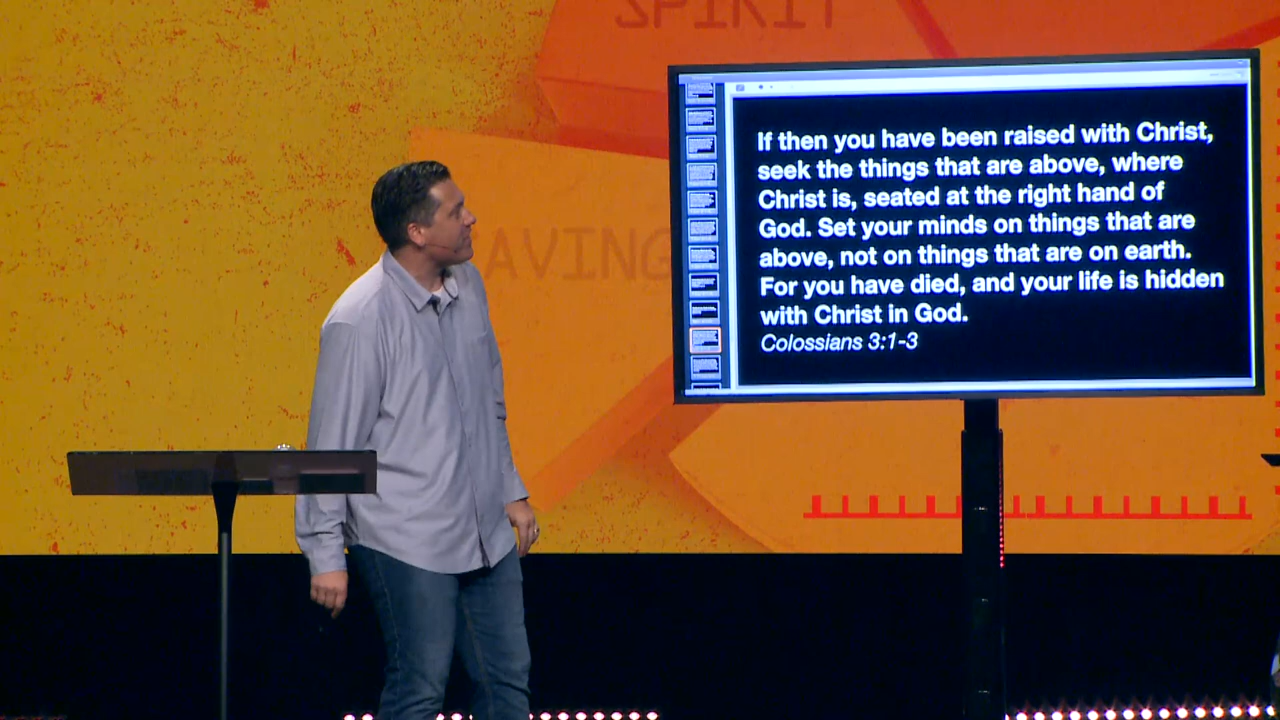 SPIRIT
AVING
If then you have been raised with Christ,
seek the things that are above, where
Christ is, seated at the right hand of
God. Set your minds on things that are
above, not on things that are on earth.
For you have died, and your life is hidden
with Christ in God.
Colossians 3:1-3